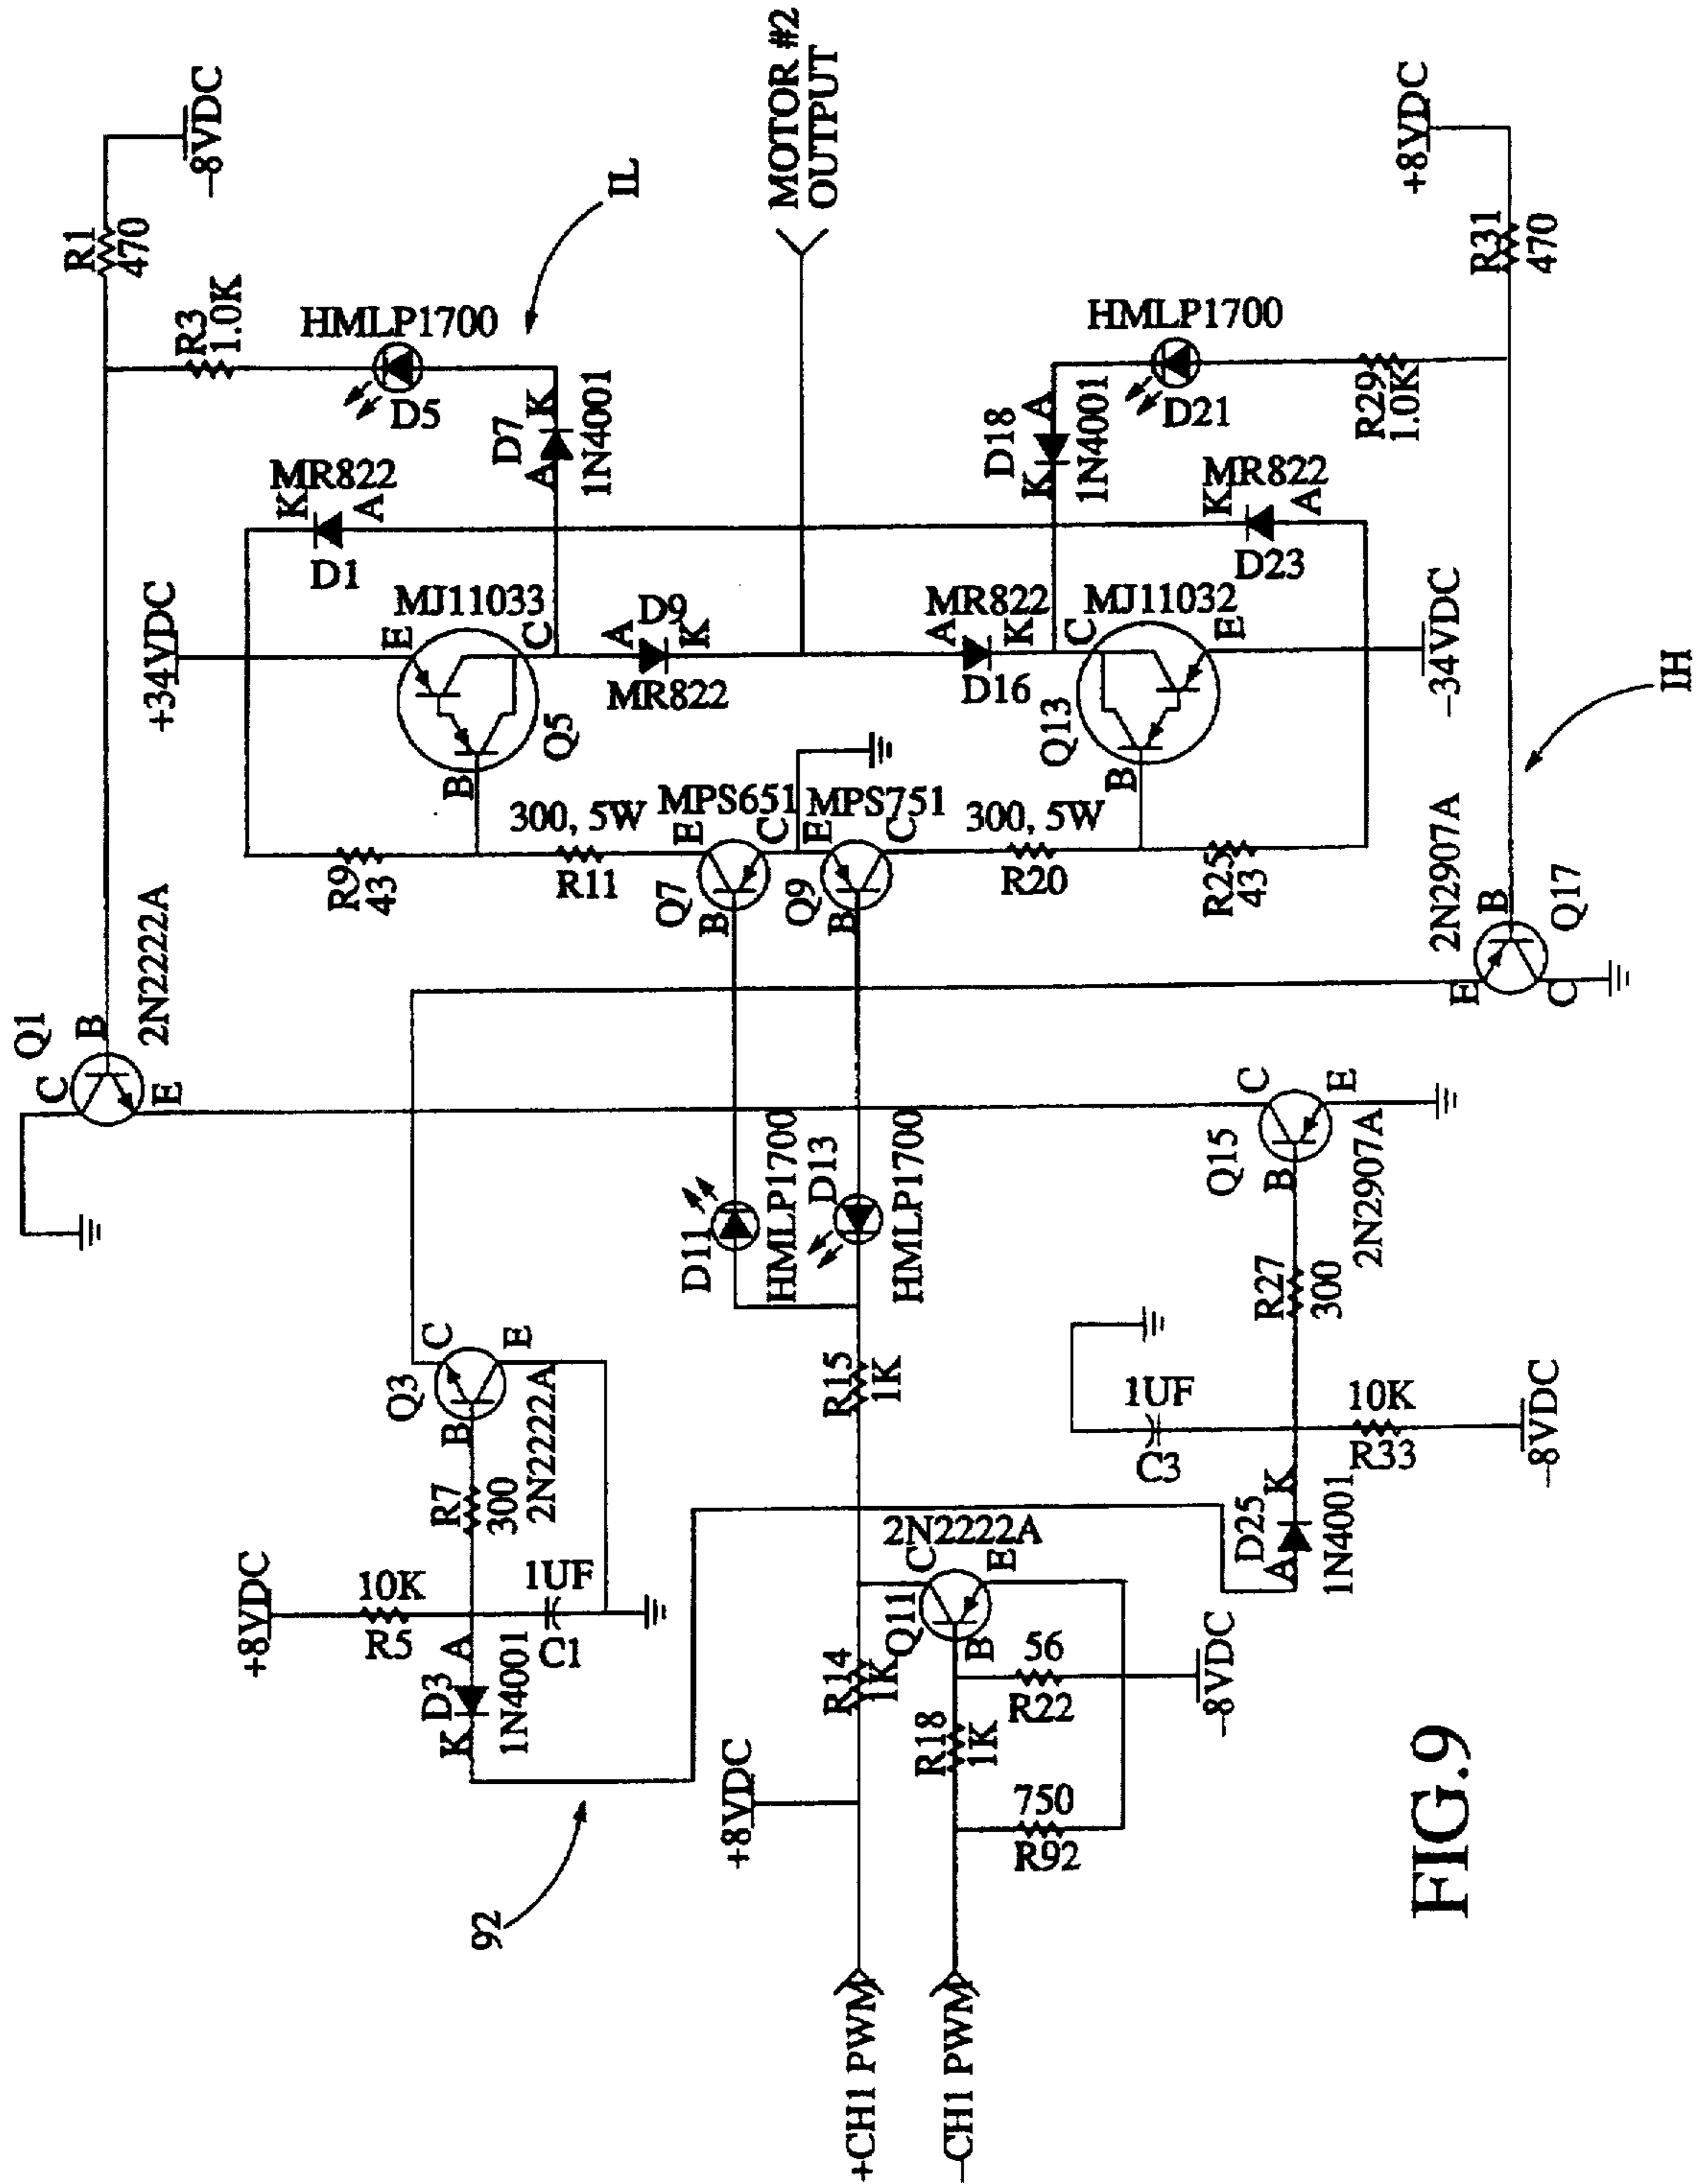 Q1
C
B
E
2N2222A
R1
470
-8VDC
R3
1.0K
HMLP1700
D5
IL
MR822
K
A
D1
D7
A
K
1N4001
+34VDC
MJ11033
E
C
B
Q5
D9
A
K
MR822
MOTOR #2
OUTPUT
R9
43
300, 5W
R11
MPS651
E
C
Q7
B
MPS751
E
C
Q9
B
300, 5W
R20
R25
43
MR822
A
K
D16
MJ11032
C
E
B
Q13
-34VDC
D18
A
K
1N4001
HMLP1700
D21
R29
1.0K
MR822
K
A
D23
+8VDC
R31
470
IH
2N2907A
B
Q17
E
C
D11
HMLP1700
D13
HMLP1700
Q15
C
E
B
2N2907A
R27
300
Q3
C
E
B
2N2222A
R7
300
+8VDC
10K
R5
1UF
C1
A
D3
K
1N4001
R15
1K
1UF
C3
10K
R33
-8VDC
D25
K
A
1N4001
2N2222A
C
E
Q11
B
R14
1K
R18
1K
56
R22
-8VDC
750
R92
+8VDC
92
+CH1 PWM
-CH1 PWM
FIG.9